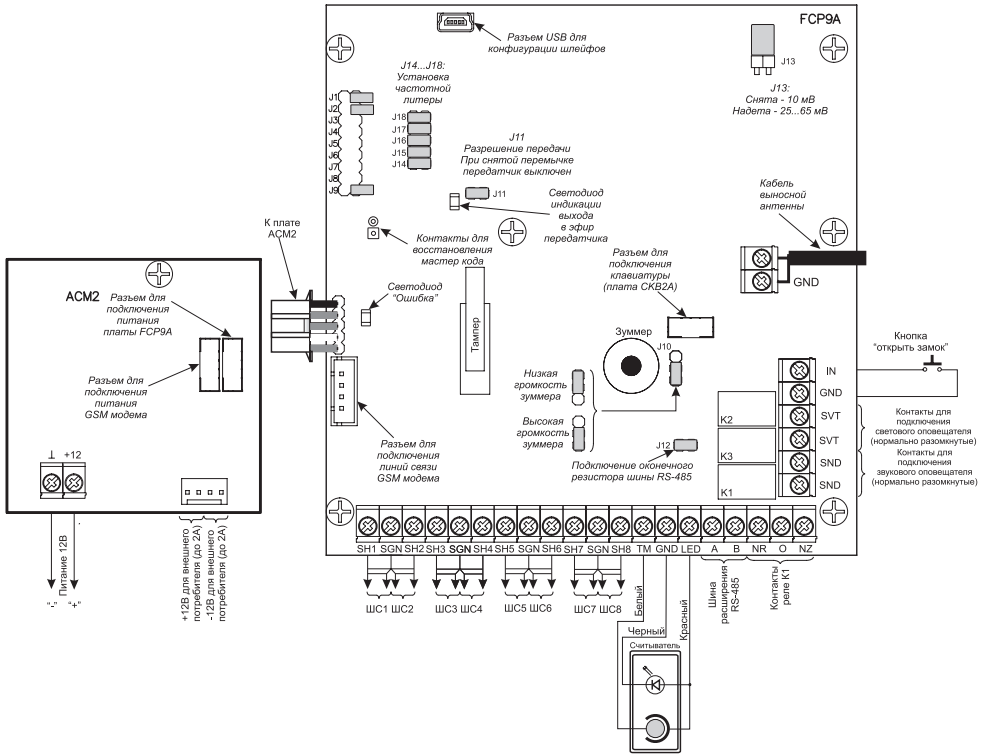 FCP9A
Разъем USB для
конфигурации шлейфов
J13
J13:
Снята - 10 мВ
Надета - 25...65 мВ
J14...J18:
Установка
частотной
литеры
J1
J2
J3
J4
J5
J6
J7
J8
J9
J18
J17
J16
J15
J14
J11
Разрешение передачи
При снятой перемычке
передатчик выключен
J11
Светодиод
индикации
выхода
в эфир
передатчика
Кабель
выносной
антенны
GND
К плате
АСМ2
Контакты для
восстановления
мастер кода
Светодиод
"Ошибка"
Разъем для
подключения
клавиатуры
(плата СКВ2А)
Тампер
Зуммер
J10
ACM2
Разъем для
подключения
питания
платы FCP9A
Разъем для
подключения
питания
GSM модема
Низкая
громкость
зуммера
Высокая
громкость
зуммера
J12
Подключение оконечного
резистора шины RS-485
Разъем для
подключения
линий связи
GSM модема
K2
K3
K1
IN
GND
SVT
SVT
SND
SND
Кнопка
"открыть замок"
Контакты для
подключения
светового оповещателя
(нормально разомкнутые)
Контакты для
подключения
звукового оповещателя
(нормально разомкнутые)
⊥ +12
Питание 12В
"-" "+"
+12В для внешнего
потребителя (до 2А)
-12В для внешнего
потребителя (до 2А)
SH1 SGN SH2 SH3 SGN SH4 SH5 SGN SH6 SH7 SGN SH8 TM GND LED A B NR O NZ
ШС1 ШС2
ШС3 ШС4
ШС5 ШС6
ШС7 ШС8
Белый
Черный
Красный
Шина
расширения
RS-485
Контакты
реле К1
Считыватель